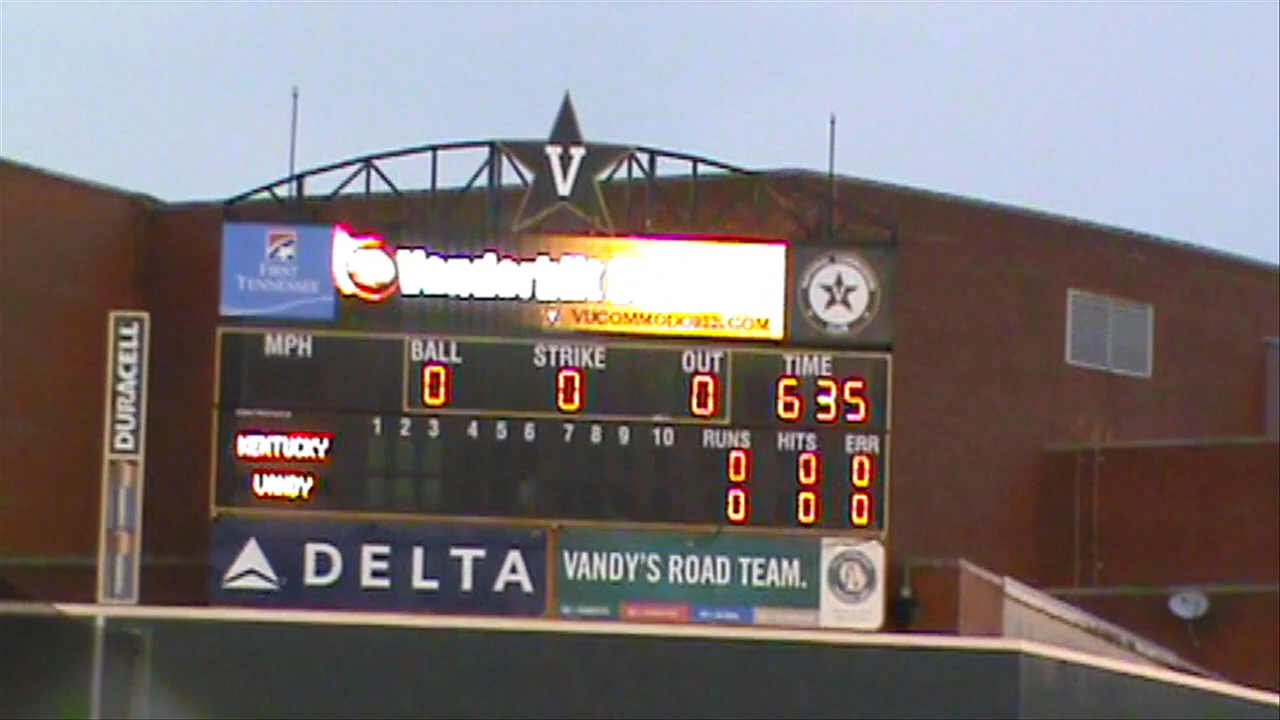 V
FIRST
TENNESSEE
Vanderbilt
VUCOMMODORES.COM
DURACELL
MPH BALL STRIKE OUT TIME
0 0 0 6 35
1 2 3 4 5 6 7 8 9 10 RUNS HITS ERR
KENTUCKY 0 0 0
VANDY 0 0 0
DELTA
VANDY'S ROAD TEAM.